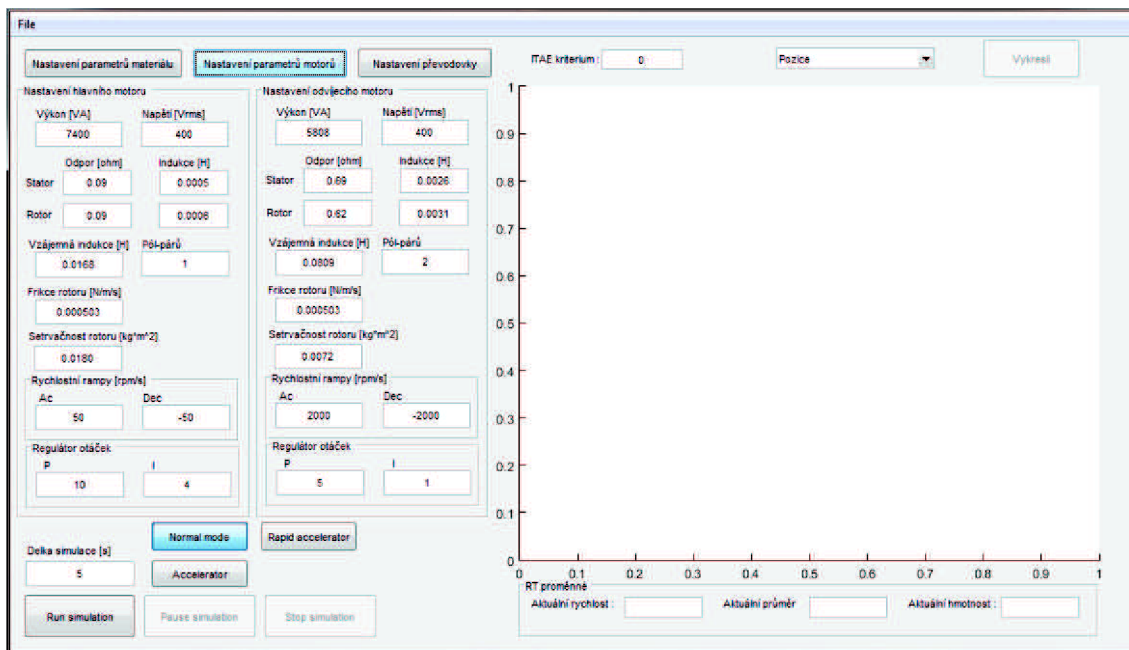 File
Nastavení parametrů materiálu Nastavení parametrů motorů Nastavení převodovky ITAE kriterium : 0 Pozice Vykresli
Nastavení hlavního motoru
Výkon [VA] Napětí [Vrms]
7400 400
Odpor [ohm] Indukce [H]
Stator 0.09 0.0005
Rotor 0.09 0.0006
Vzájemná indukce [H] Pól-párů
0.0168 1
Frikce rotoru [N/m/s]
0.000503
Setrvačnost rotoru [kg*m^2]
0.0180
Rychlostní rampy [rpm/s]
Ac Dec
50 -50
Regulátor otáček
P I
10 4
Nastavení odvíjecího motoru
Výkon [VA] Napětí [Vrms]
5808 400
Odpor [ohm] Indukce [H]
Stator 0.69 0.0026
Rotor 0.62 0.0031
Vzájemná indukce [H] Pól-párů
0.0809 2
Frikce rotoru [N/m/s]
0.000503
Setrvačnost rotoru [kg*m^2]
0.0072
Rychlostní rampy [rpm/s]
Ac Dec
2000 -2000
Regulátor otáček
P I
5 1
Normal mode Rapid accelerator
Delka simulace [s]
5 Accelerator
Run simulation Pause simulation Stop simulation
1
0.9
0.8
0.7
0.6
0.5
0.4
0.3
0.2
0.1
0
0 0.1 0.2 0.3 0.4 0.5 0.6 0.7 0.8 0.9 1
RT proměnné
Aktuální rychlost : Aktuální průměr Aktuální hmotnost :